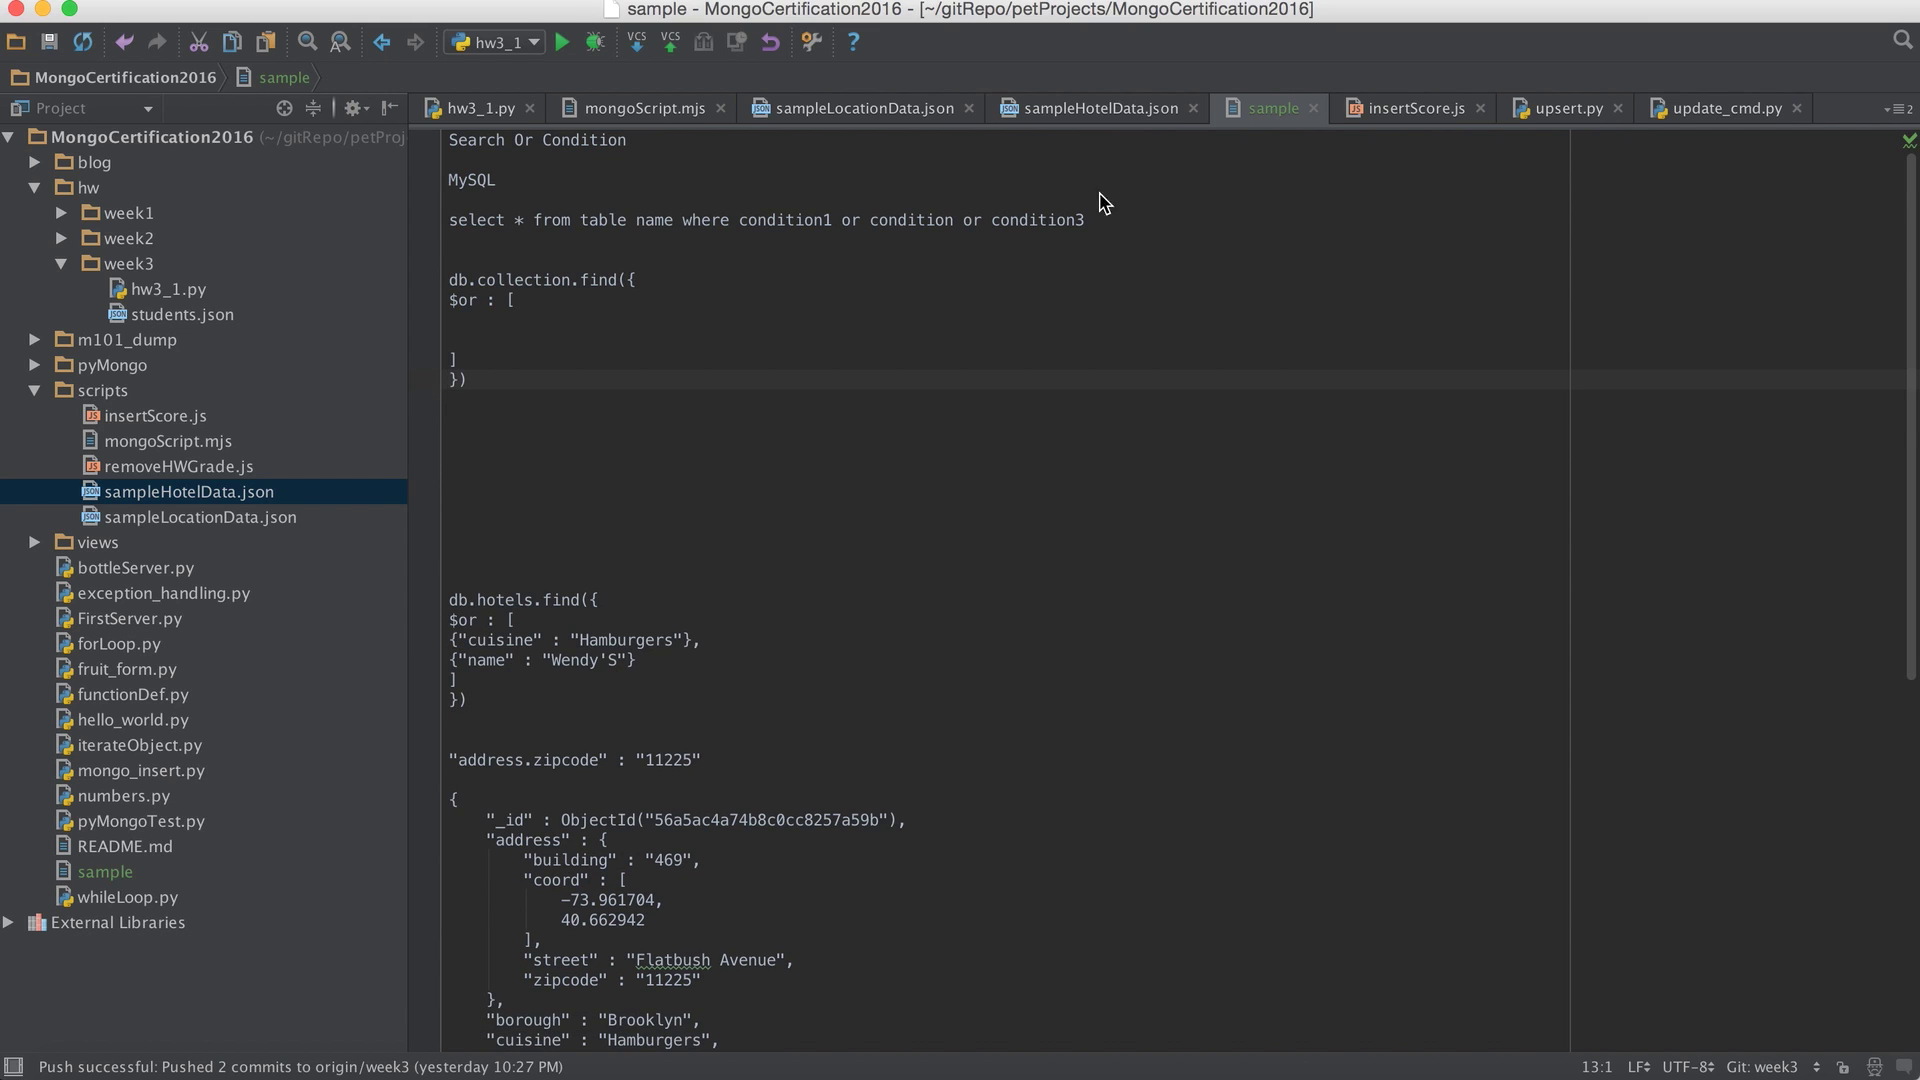 sample - MongoCertification2016 - [~/gitRepo/petProjects/MongoCertification2016]
hw3_1
VCS
VCS
MongoCertification2016
sample
Project
hw3_1.py
mongoScript.mjs
sampleLocationData.json
sampleHotelData.json
sample
insertScore.js
upsert.py
update_cmd.py
MongoCertification2016 (~/gitRepo/petProj
blog
hw
week1
week2
week3
hw3_1.py
students.json
m101_dump
pyMongo
scripts
insertScore.js
mongoScript.mjs
removeHWGrade.js
sampleHotelData.json
sampleLocationData.json
views
bottleServer.py
exception_handling.py
FirstServer.py
forLoop.py
fruit_form.py
functionDef.py
hello_world.py
iterateObject.py
mongo_insert.py
numbers.py
pyMongoTest.py
README.md
sample
whileLoop.py
External Libraries
Search Or Condition
MySQL
select * from table name where condition1 or condition or condition3
db.collection.find({
$or : [
]
})
db.hotels.find({
$or : [
{"cuisine" : "Hamburgers"},
{"name" : "Wendy'S"}
]
})
"address.zipcode" : "11225"
{
"_id" : ObjectId("56a5ac4a74b8c0cc8257a59b"),
"address" : {
"building" : "469",
"coord" : [
-73.961704,
40.662942
],
"street" : "Flatbush Avenue",
"zipcode" : "11225"
},
"borough" : "Brooklyn",
"cuisine" : "Hamburgers",
Push successful: Pushed 2 commits to origin/week3 (yesterday 10:27 PM)
13:1 LF UTF-8 Git: week3